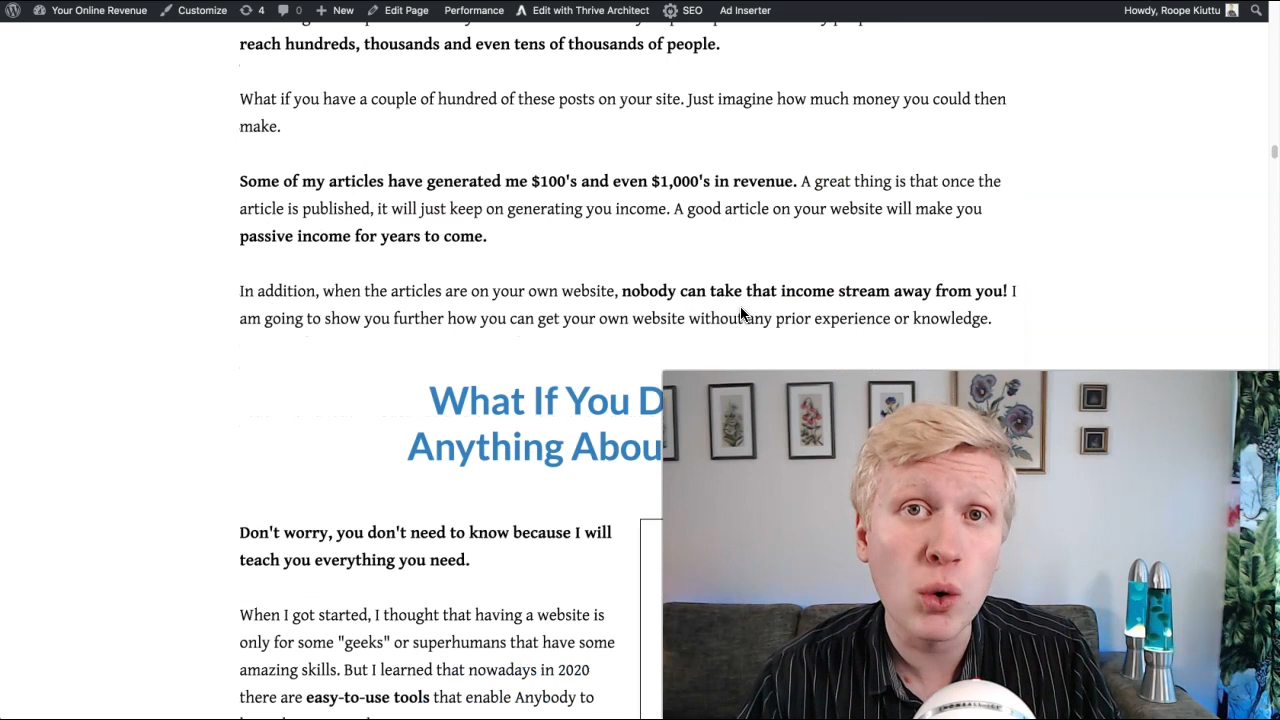 Your Online Revenue Customize 4 0 New Edit Page Performance Edit with Thrive Architect SEO Ad Inserter Howdy, Roope Kiuttu
reach hundreds, thousands and even tens of thousands of people.
What if you have a couple of hundred of these posts on your site. Just imagine how much money you could then
make.
Some of my articles have generated me $100's and even $1,000's in revenue. A great thing is that once the
article is published, it will just keep on generating you income. A good article on your website will make you
passive income for years to come.
In addition, when the articles are on your own website, nobody can take that income stream away from you! I
am going to show you further how you can get your own website without any prior experience or knowledge.
What If You D
Anything Abou
Don't worry, you don't need to know because I will
teach you everything you need.
When I got started, I thought that having a website is
only for some "geeks" or superhumans that have some
amazing skills. But I learned that nowadays in 2020
there are easy-to-use tools that enable Anybody to